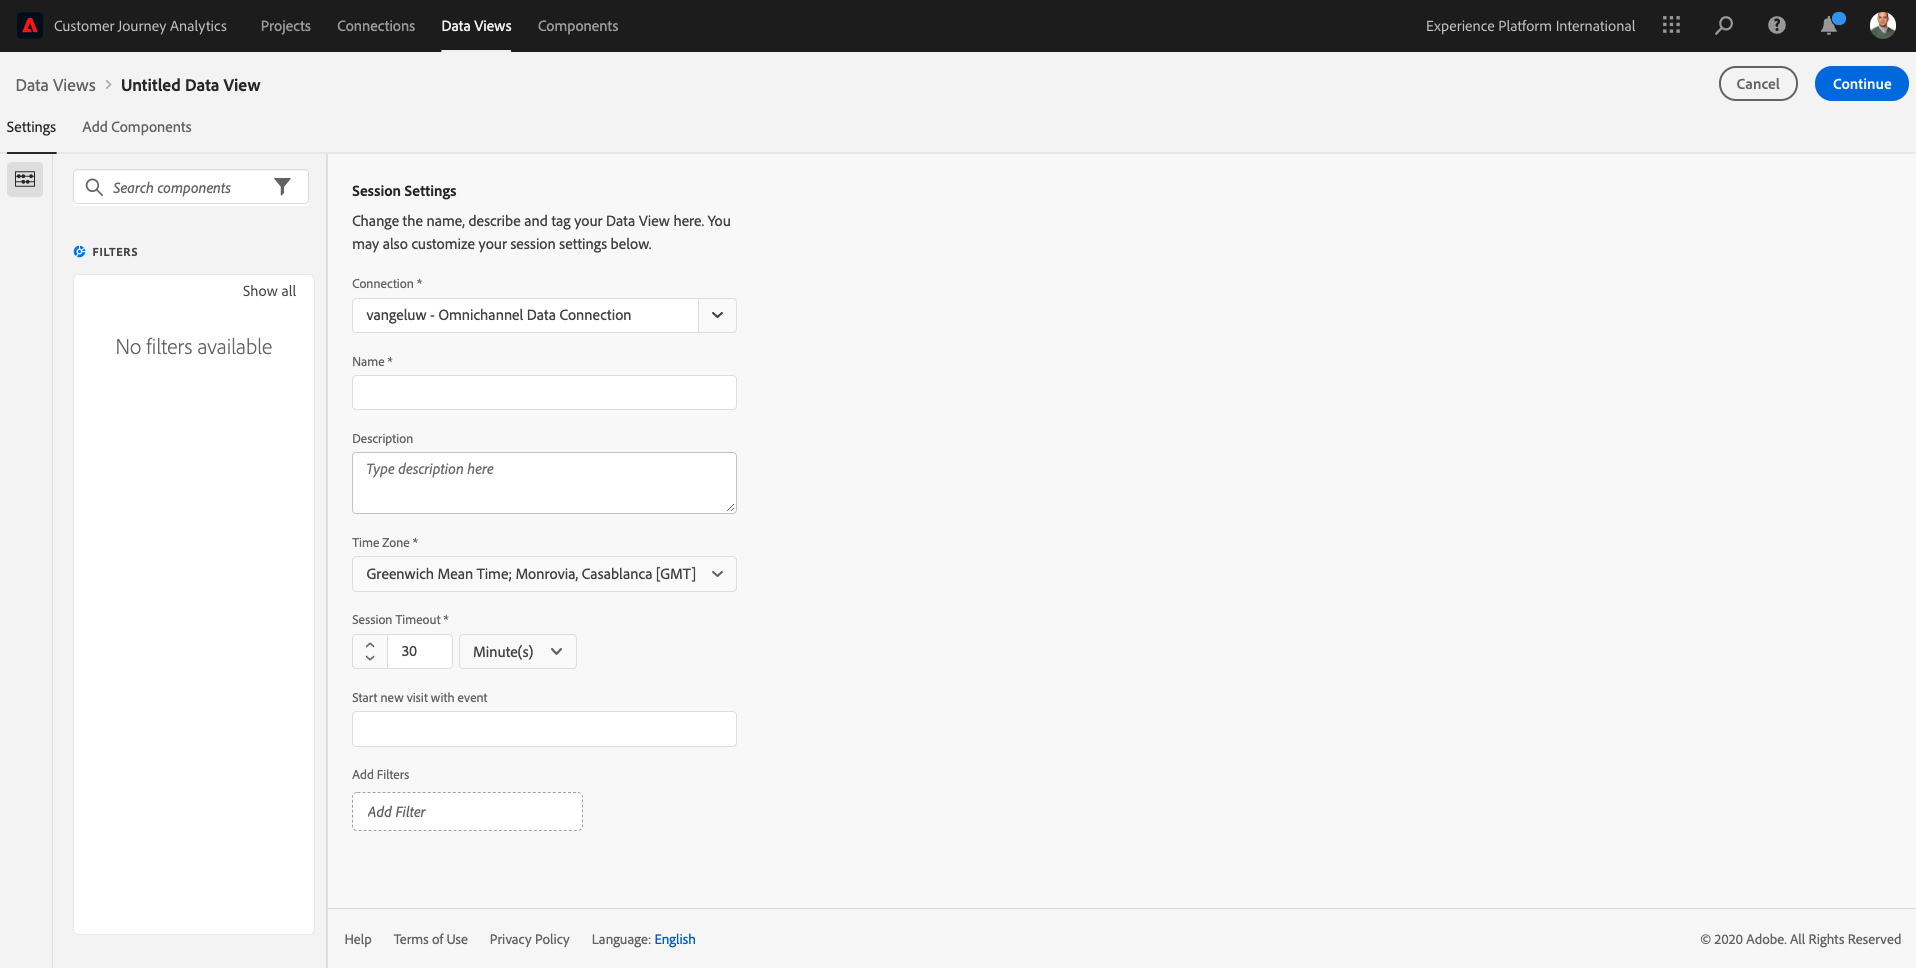 Customer Journey Analytics
Projects
Connections
Data Views
Components
Experience Platform International
Data Views > Untitled Data View
Cancel
Continue
Settings
Add Components
Search components
FILTERS
Show all
No filters available
Session Settings
Change the name, describe and tag your Data View here. You
may also customize your session settings below.
Connection *
vangeluw - Omnichannel Data Connection
Name *
Description
Type description here
Time Zone *
Greenwich Mean Time; Monrovia, Casablanca [GMT]
Session Timeout *
30
Minute(s)
Start new visit with event
Add Filters
Add Filter
Help
Terms of Use
Privacy Policy
Language: English
© 2020 Adobe. All Rights Reserved